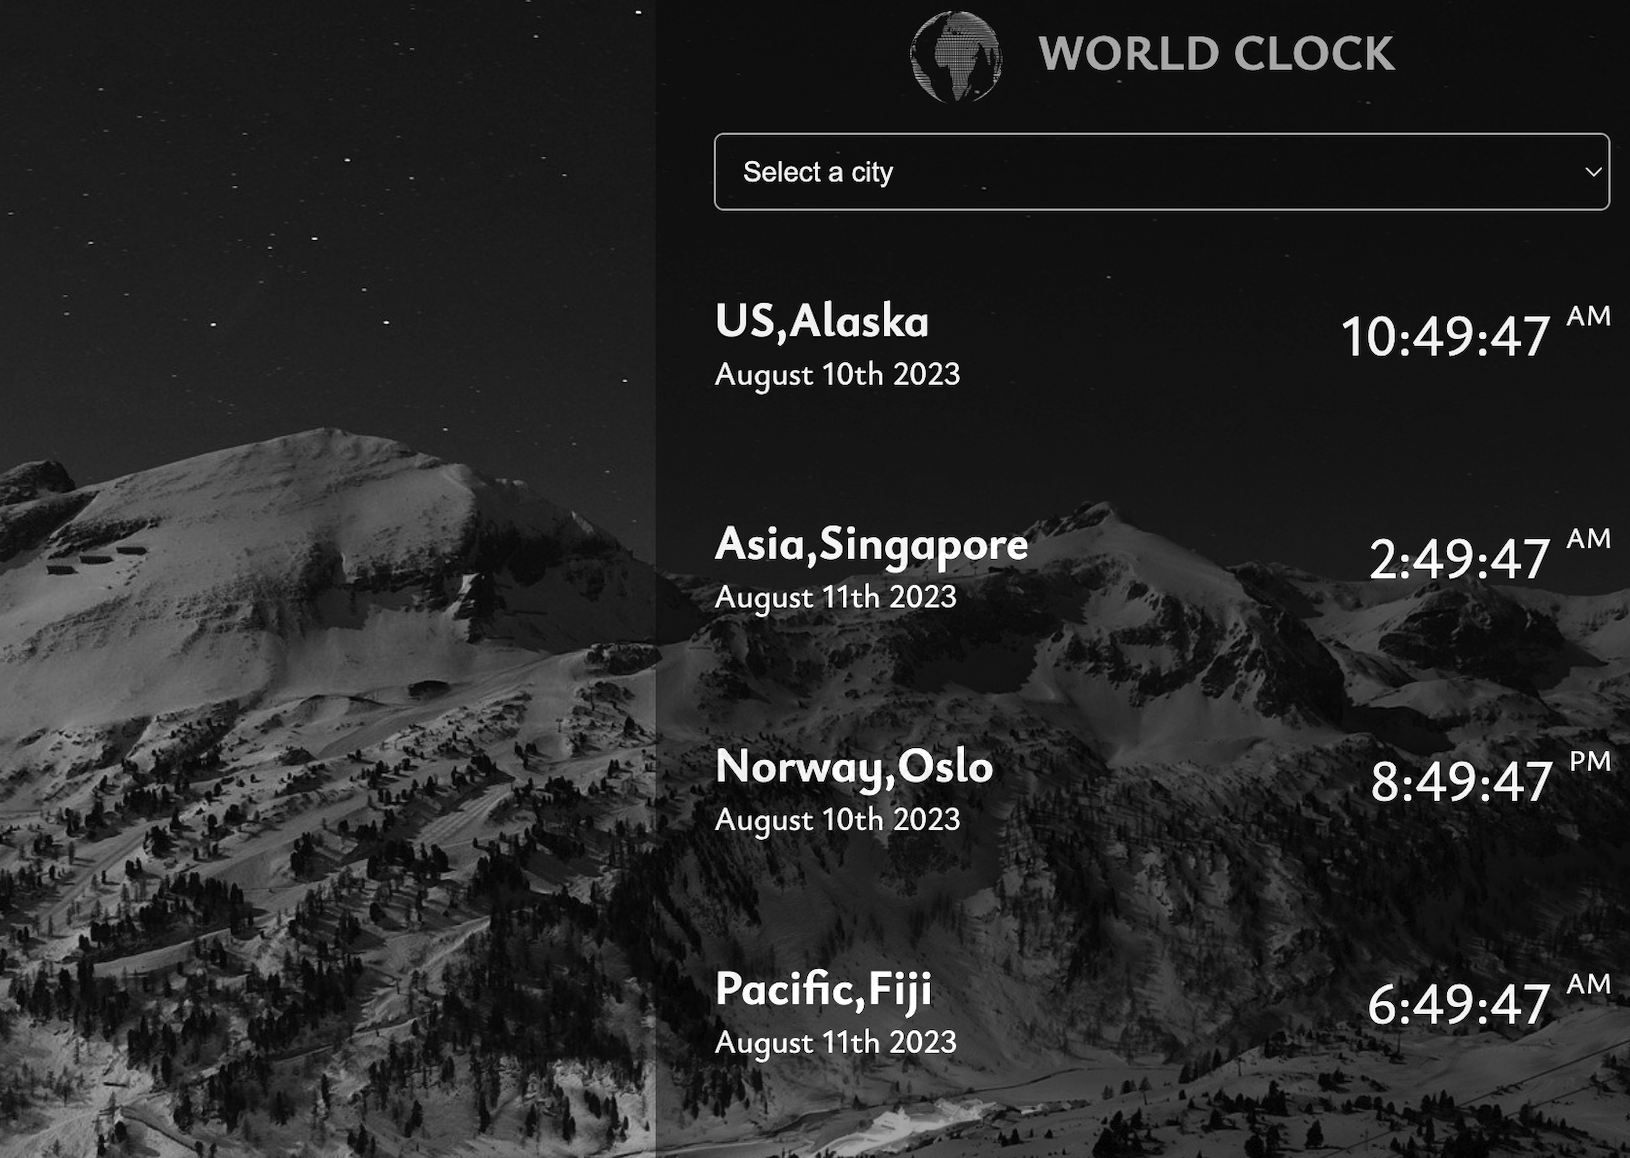 WORLD CLOCK
Select a city
US,Alaska
10:49:47 AM
August 10th 2023
Asia,Singapore
2:49:47 AM
August 11th 2023
Norway,Oslo
8:49:47 PM
August 10th 2023
Pacific,Fiji
6:49:47 AM
August 11th 2023